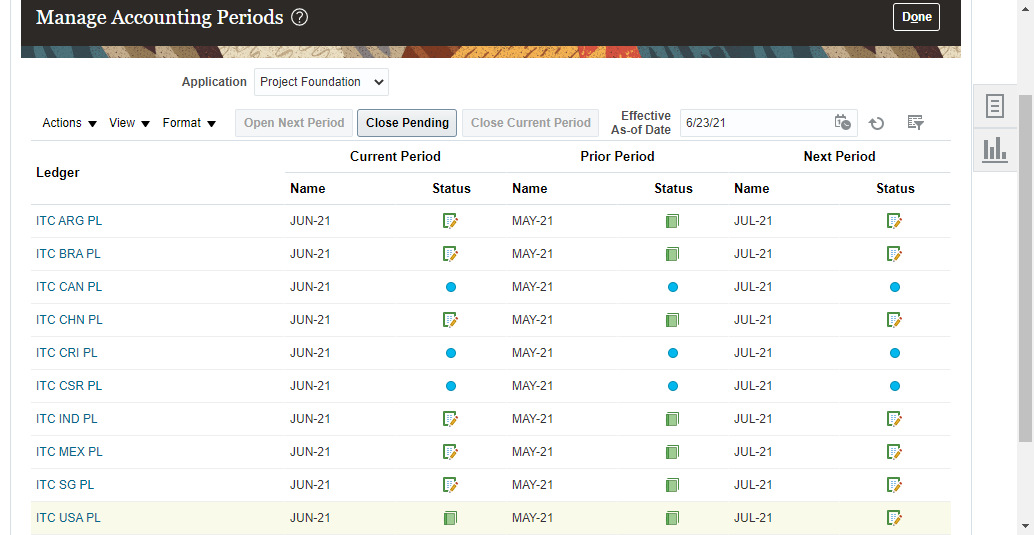 Manage Accounting Periods
Done
Application Project Foundation
Actions View Format Open Next Period Close Pending Close Current Period Effective As-of Date 6/23/21
Current Period Prior Period Next Period
Ledger
Name Status Name Status Name Status
ITC ARG PL JUN-21 MAY-21 JUL-21
ITC BRA PL JUN-21 MAY-21 JUL-21
ITC CAN PL JUN-21 MAY-21 JUL-21
ITC CHN PL JUN-21 MAY-21 JUL-21
ITC CRI PL JUN-21 MAY-21 JUL-21
ITC CSR PL JUN-21 MAY-21 JUL-21
ITC IND PL JUN-21 MAY-21 JUL-21
ITC MEX PL JUN-21 MAY-21 JUL-21
ITC SG PL JUN-21 MAY-21 JUL-21
ITC USA PL JUN-21 MAY-21 JUL-21